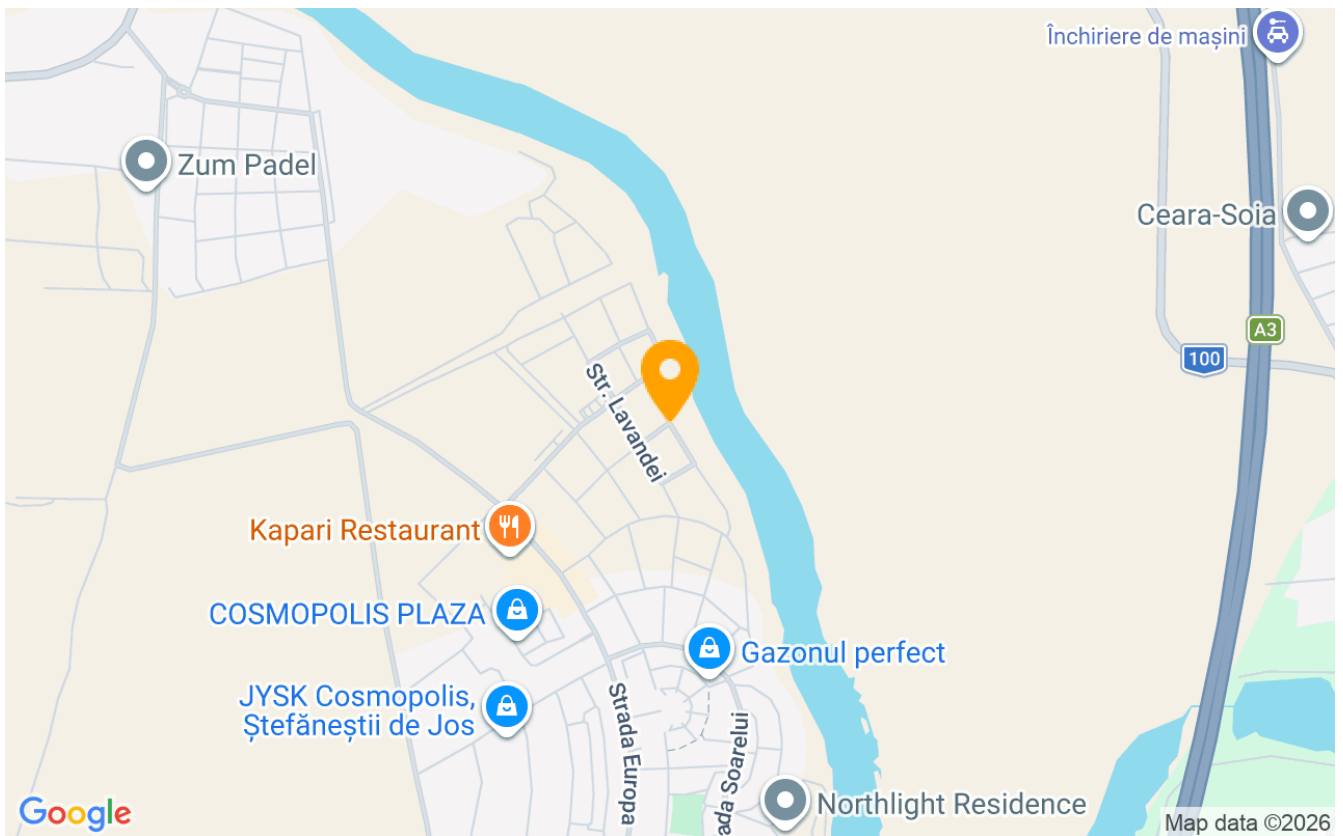 Închiriere de mașini
Zum Padel
Ceara-Soia
A3
100
Str. Lavandei
Kapari Restaurant
COSMOPOLIS PLAZA
Gazonul perfect
JYSK Cosmopolis,
Ștefăneștii de Jos
Strada Europa
ada Soarelui
Northlight Residence
Google
Map data ©2026